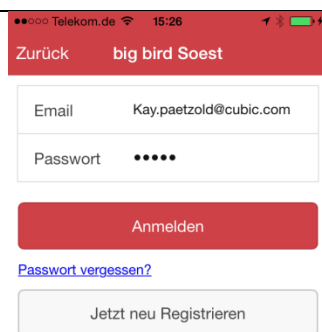 Telekom.de 15:26
Zurück big bird Soest
Email Kay.paetzold@cubic.com
Passwort •••••
Anmelden
Passwort vergessen?
Jetzt neu Registrieren